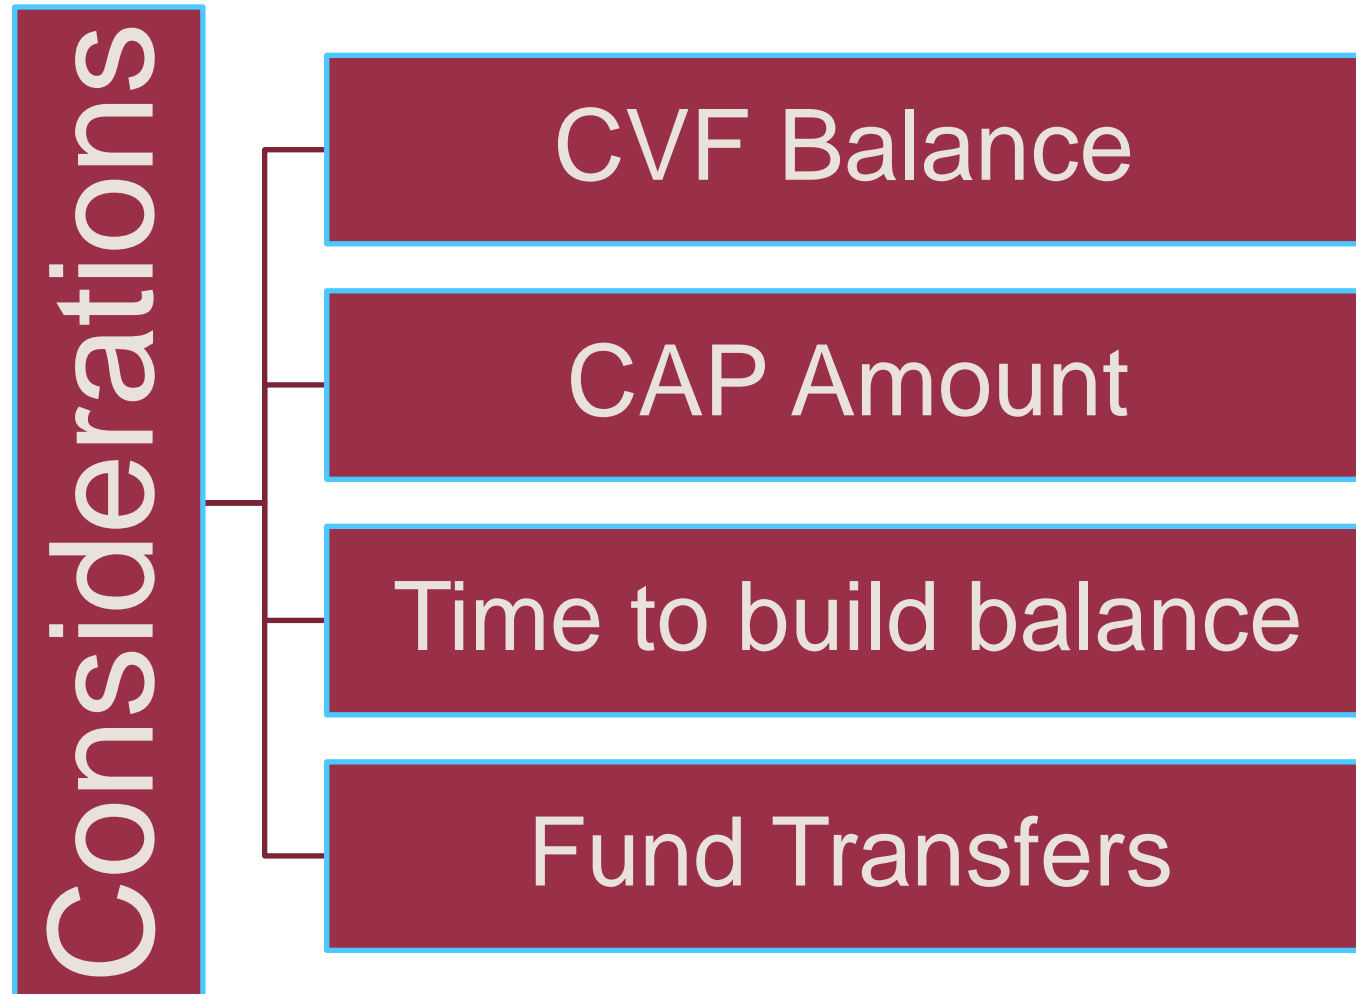 Considerations
CVF Balance
CAP Amount
Time to build balance
Fund Transfers